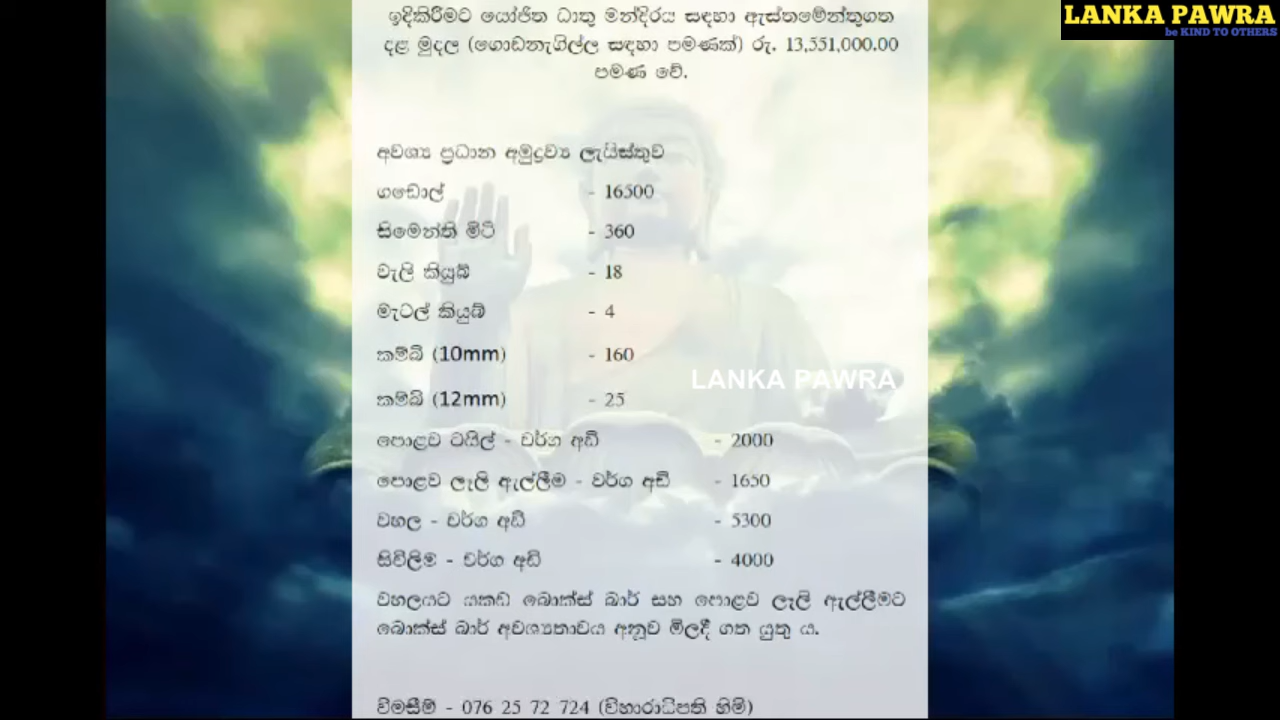 LANKA PAWRA
be KIND TO OTHERS
ඉදිකිරීමට යෝජිත ධාතු මන්දිරය සඳහා ඇස්තමේන්තුගත
දළ මුදල (ගොඩනැගිල්ල සඳහා පමණක්) රු. 13,551,000.00
පමණ වේ.
අවශ්‍ය ප්‍රධාන අමුද්‍රව්‍ය ලැයිස්තුව
ගඩොල් - 16500
සිමෙන්ති මිටි - 360
වැලි කියුබ් - 18
මැටල් කියුබ් - 4
කම්බි (10mm) - 160
කම්බි (12mm) - 25
LANKA PAWRA
පොළව ටයිල් - වර්ග අඩි - 2000
පොළව ලෑලි ඇල්ලීම - වර්ග අඩි - 1650
වහල - වර්ග අඩි - 5300
සිවිලිම - වර්ග අඩි - 4000
වහලයට යකඩ බොක්ස් බාර් සහ පොළව ලෑලි ඇල්ලීමට
බොක්ස් බාර් අවශ්‍යතාවය අනූව මිලදී ගත යුතු ය.
විමසීම් - 076 25 72 724 (විහාරාධිපති හිමි)